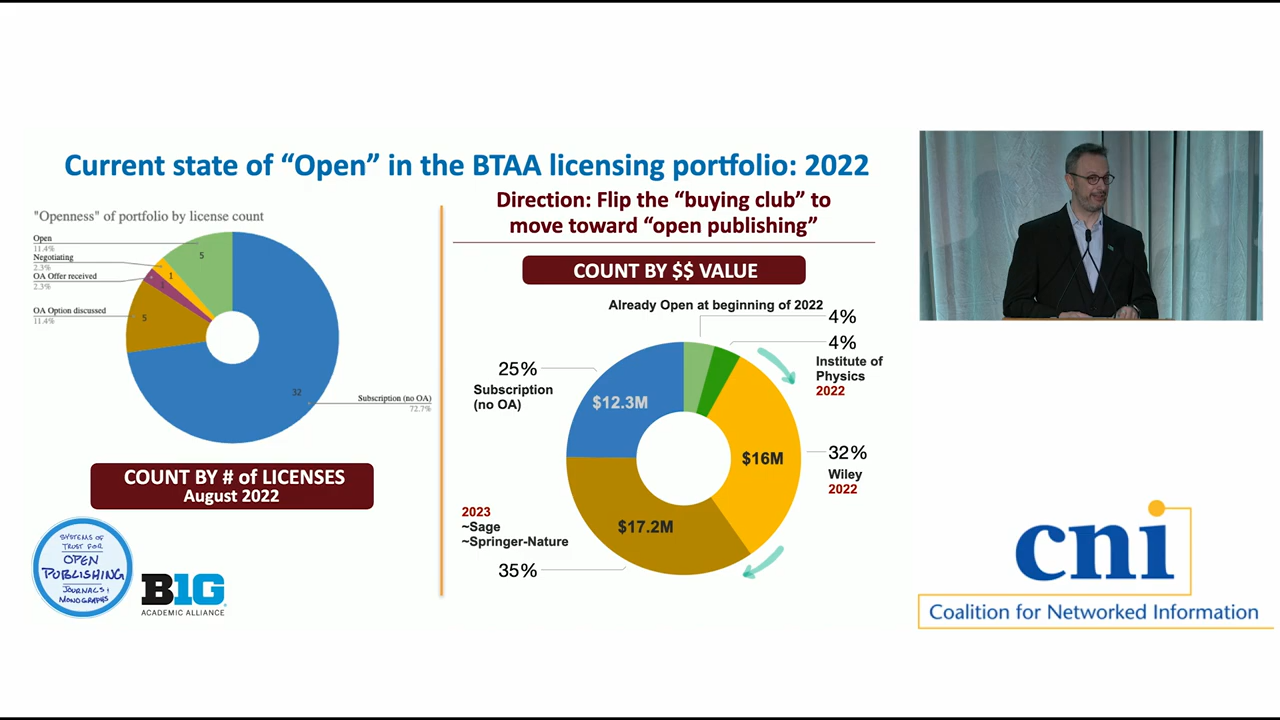 Current state of “Open” in the BTAA licensing portfolio: 2022
"Openness" of portfolio by license count
Open
11.4%
Negotiating
2.3%
OA Offer received
2.3%
OA Option discussed
11.4%
5
1
1
5
32
Subscription (no OA)
72.7%
COUNT BY # of LICENSES
August 2022
SYSTEMS OF
TRUST FOR
OPEN
PUBLISHING
JOURNALS &
MONOGRAPHS
B1G
ACADEMIC ALLIANCE
Direction: Flip the “buying club” to
move toward “open publishing”
COUNT BY $$ VALUE
Already Open at beginning of 2022
4%
4%
Institute of
Physics
2022
25%
Subscription
(no OA)
$12.3M
$16M
32%
Wiley
2022
$17.2M
2023
~Sage
~Springer-Nature
35%
cni
Coalition for Networked Information